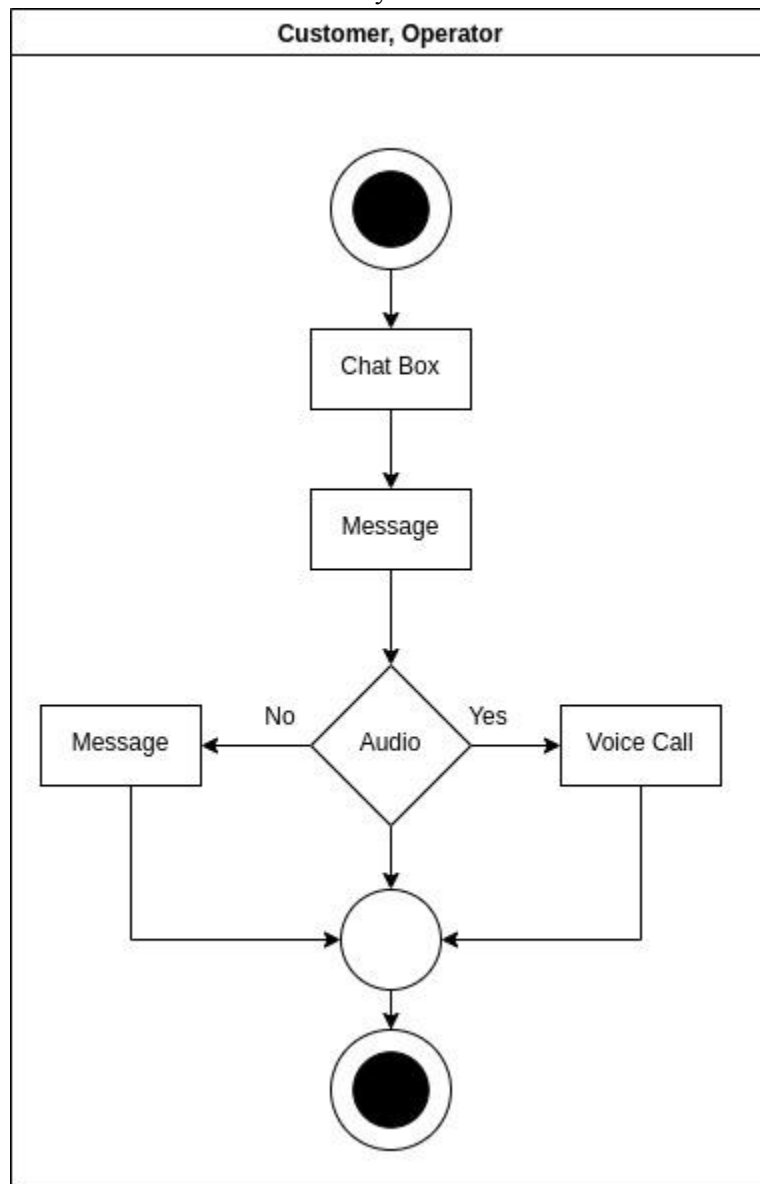 Customer, Operator
Chat Box
Message
No
Yes
Message
Audio
Voice Call